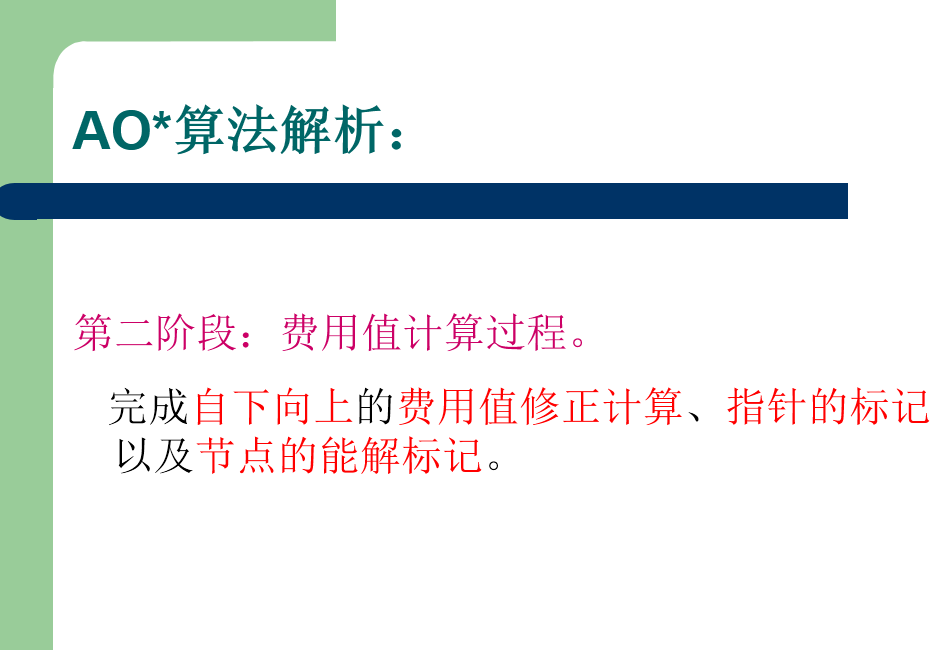 AO*算法解析：
第二阶段：费用值计算过程。
完成自下向上的费用值修正计算、指针的标记
以及节点的能解标记。